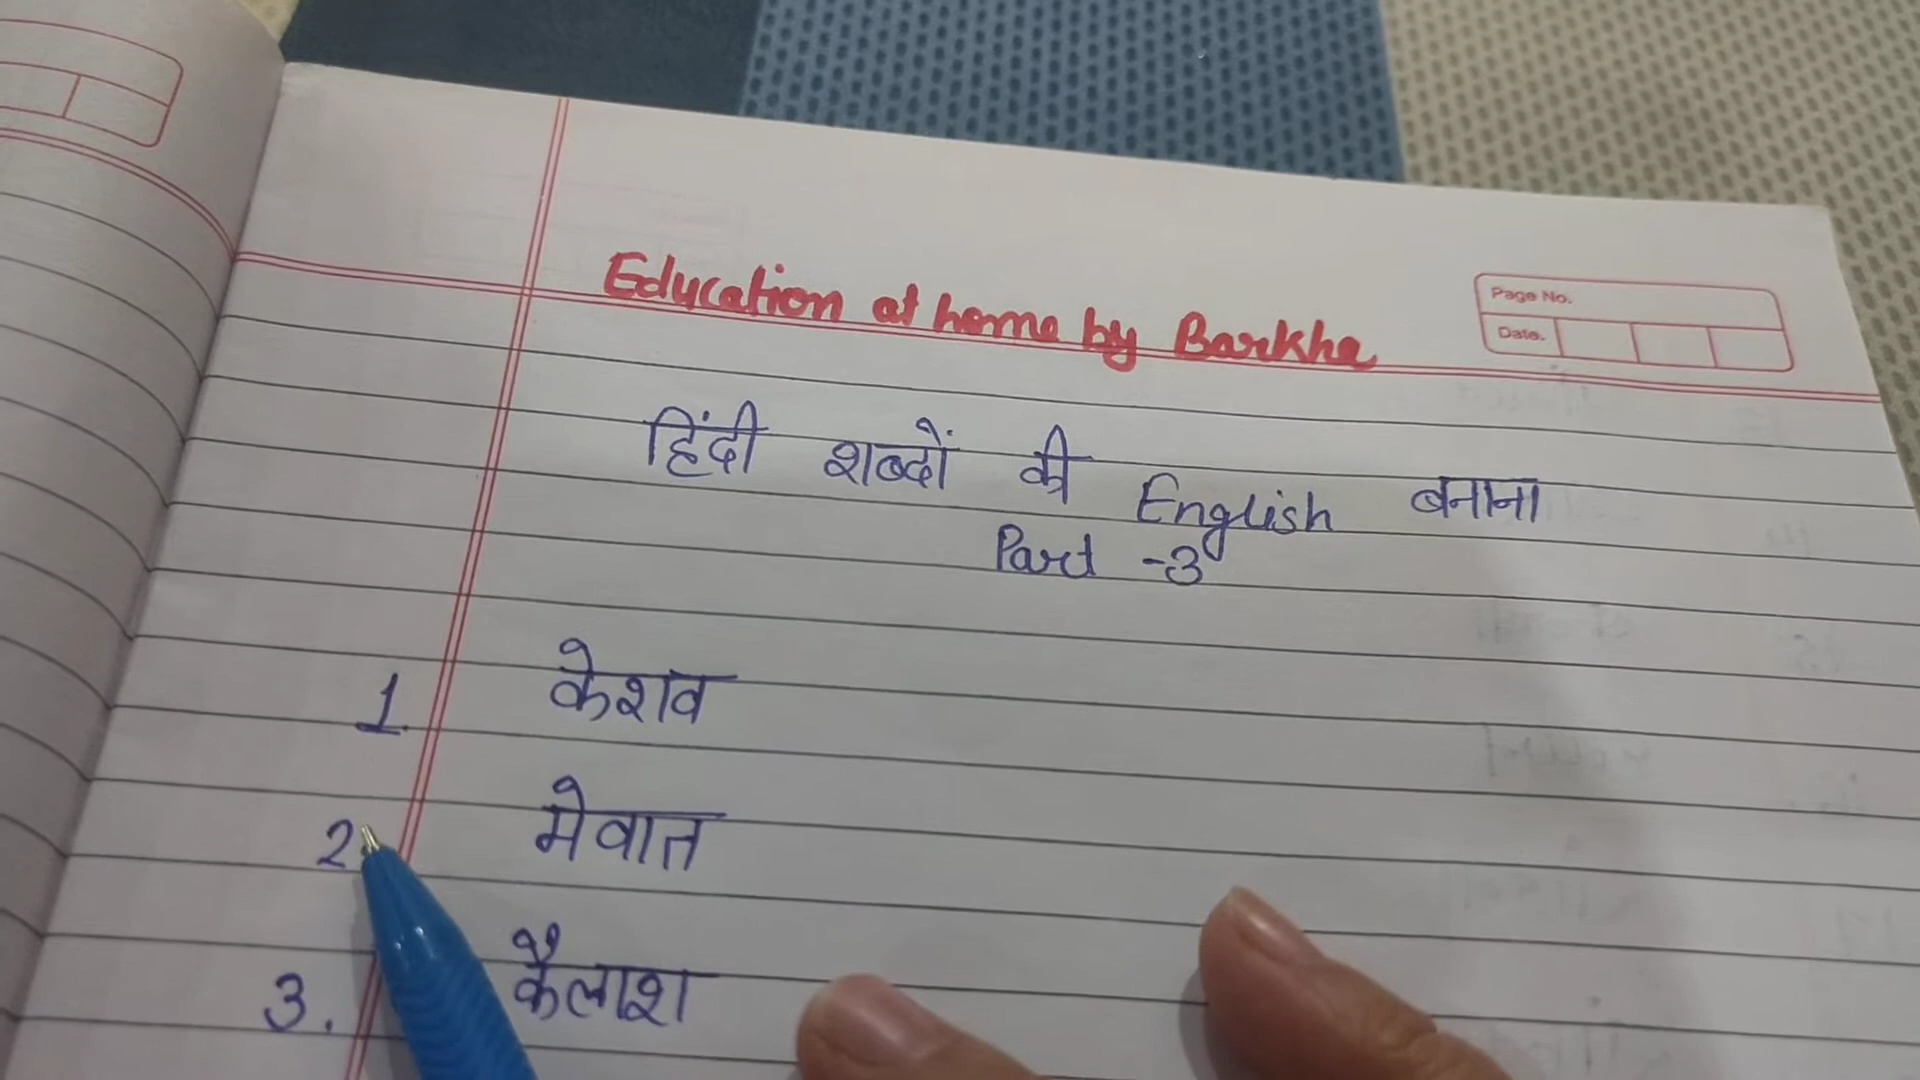 Education at home by Barkha
Page No.
Date.
हिंदी शब्दों की English बनाना
Part -3
1. केशव
2. मेवात
3. कैलाश